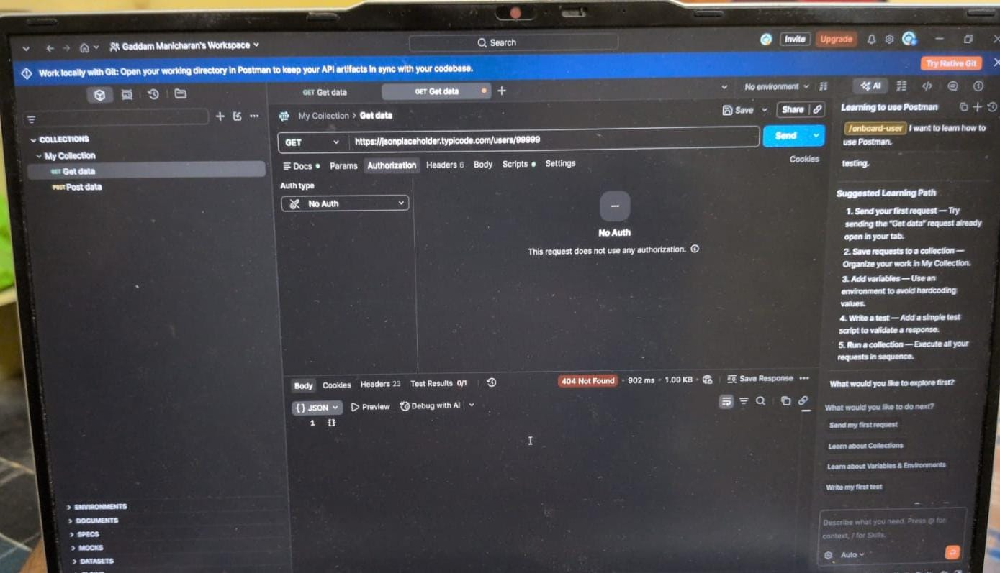 Gaddam Manicharan's Workspace
Search
Invite
Upgrade
Work locally with Git: Open your working directory in Postman to keep your API artifacts in sync with your codebase.
Try Native Git
GET Get data
GET Get data
No environment
AI
My Collection > Get data
Save
Share
Learning to use Postman
COLLECTIONS
My Collection
GET Get data
POST Post data
GET
https://jsonplaceholder.typicode.com/users/99999
Send
Docs
Params
Authorization
Headers 6
Body
Scripts
Settings
Cookies
Auth type
No Auth
No Auth
This request does not use any authorization.
/onboard-user I want to learn how to
use Postman.
testing.
Suggested Learning Path
1. Send your first request — Try
sending the "Get data" request already
open in your tab.
2. Save requests to a collection —
Organize your work in My Collection.
3. Add variables — Use an
environment to avoid hardcoding
values.
4. Write a test — Add a simple test
script to validate a response.
5. Run a collection — Execute all your
requests in sequence.
What would you like to explore first?
What would you like to do next?
Send my first request
Learn about Collections
Learn about Variables & Environments
Write my first test
Describe what you need. Press @ for
context, / for Skills.
Auto
Body
Cookies
Headers 23
Test Results 0/1
404 Not Found
902 ms
1.09 KB
Save Response
{} JSON
Preview
Debug with AI
1 {}
ENVIRONMENTS
DOCUMENTS
SPECS
MOCKS
DATASETS